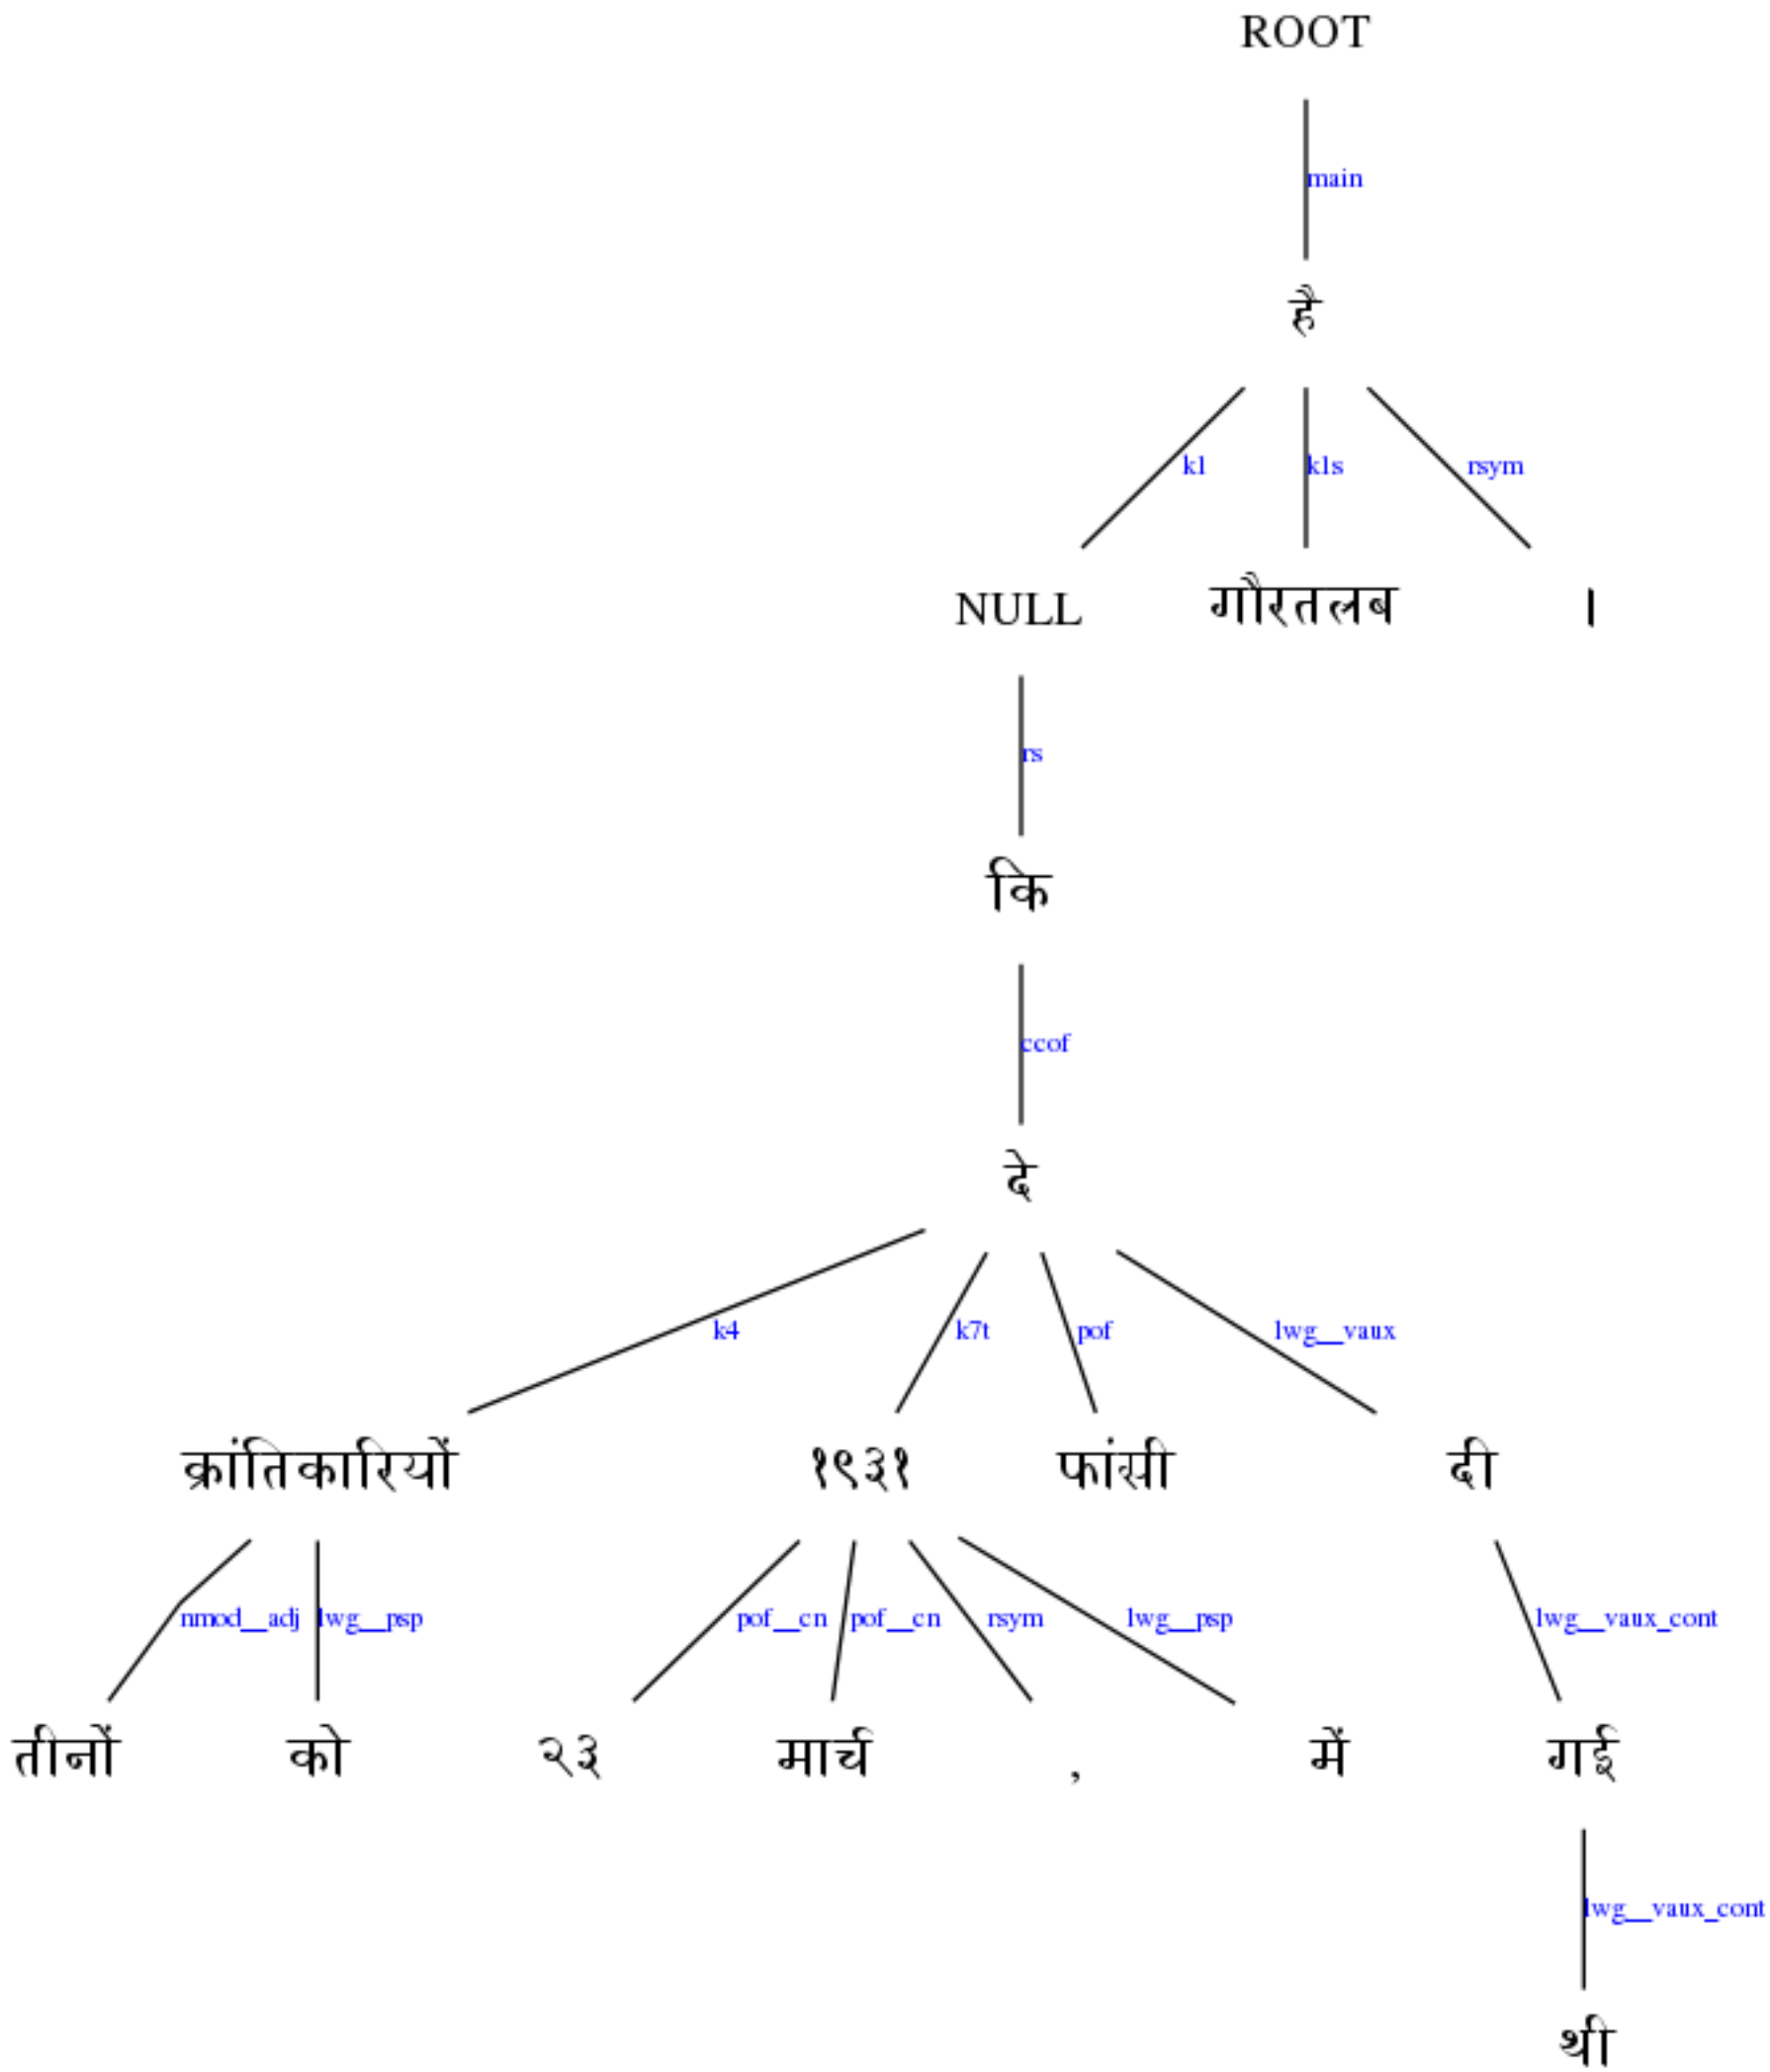 ROOT
main
है
k1 k1s rsym
NULL गौरतलब ।
rs
कि
ccof
दे
k4 k7t pof lwg__vaux
क्रांतिकारियों १९३१ फांसी दी
nmod__adj lwg__psp pof__cn pof__cn rsym lwg__psp lwg__vaux_cont
तीनों को २३ मार्च , में गई
lwg__vaux_cont
थी